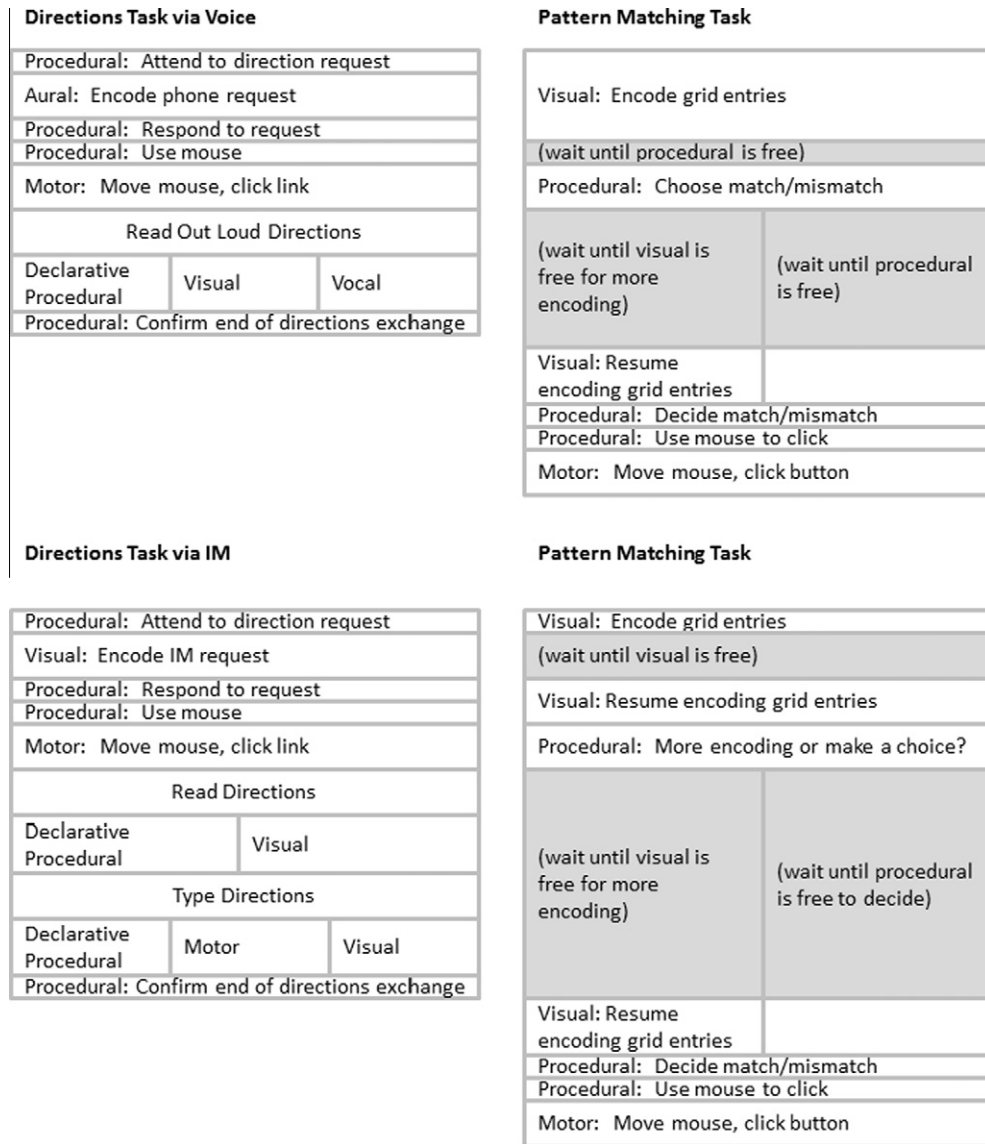 Directions Task via Voice
Procedural: Attend to direction request
Aural: Encode phone request
Procedural: Respond to request
Procedural: Use mouse
Motor: Move mouse, click link
Read Out Loud Directions
Declarative
Procedural
Visual
Vocal
Procedural: Confirm end of directions exchange
Pattern Matching Task
Visual: Encode grid entries
(wait until procedural is free)
Procedural: Choose match/mismatch
(wait until visual is
free for more
encoding)
(wait until procedural
is free)
Visual: Resume
encoding grid entries
Procedural: Decide match/mismatch
Procedural: Use mouse to click
Motor: Move mouse, click button
Directions Task via IM
Procedural: Attend to direction request
Visual: Encode IM request
Procedural: Respond to request
Procedural: Use mouse
Motor: Move mouse, click link
Read Directions
Declarative
Procedural
Visual
Type Directions
Declarative
Procedural
Motor
Visual
Procedural: Confirm end of directions exchange
Pattern Matching Task
Visual: Encode grid entries
(wait until visual is free)
Visual: Resume encoding grid entries
Procedural: More encoding or make a choice?
(wait until visual is
free for more
encoding)
(wait until procedural
is free to decide)
Visual: Resume
encoding grid entries
Procedural: Decide match/mismatch
Procedural: Use mouse to click
Motor: Move mouse, click button